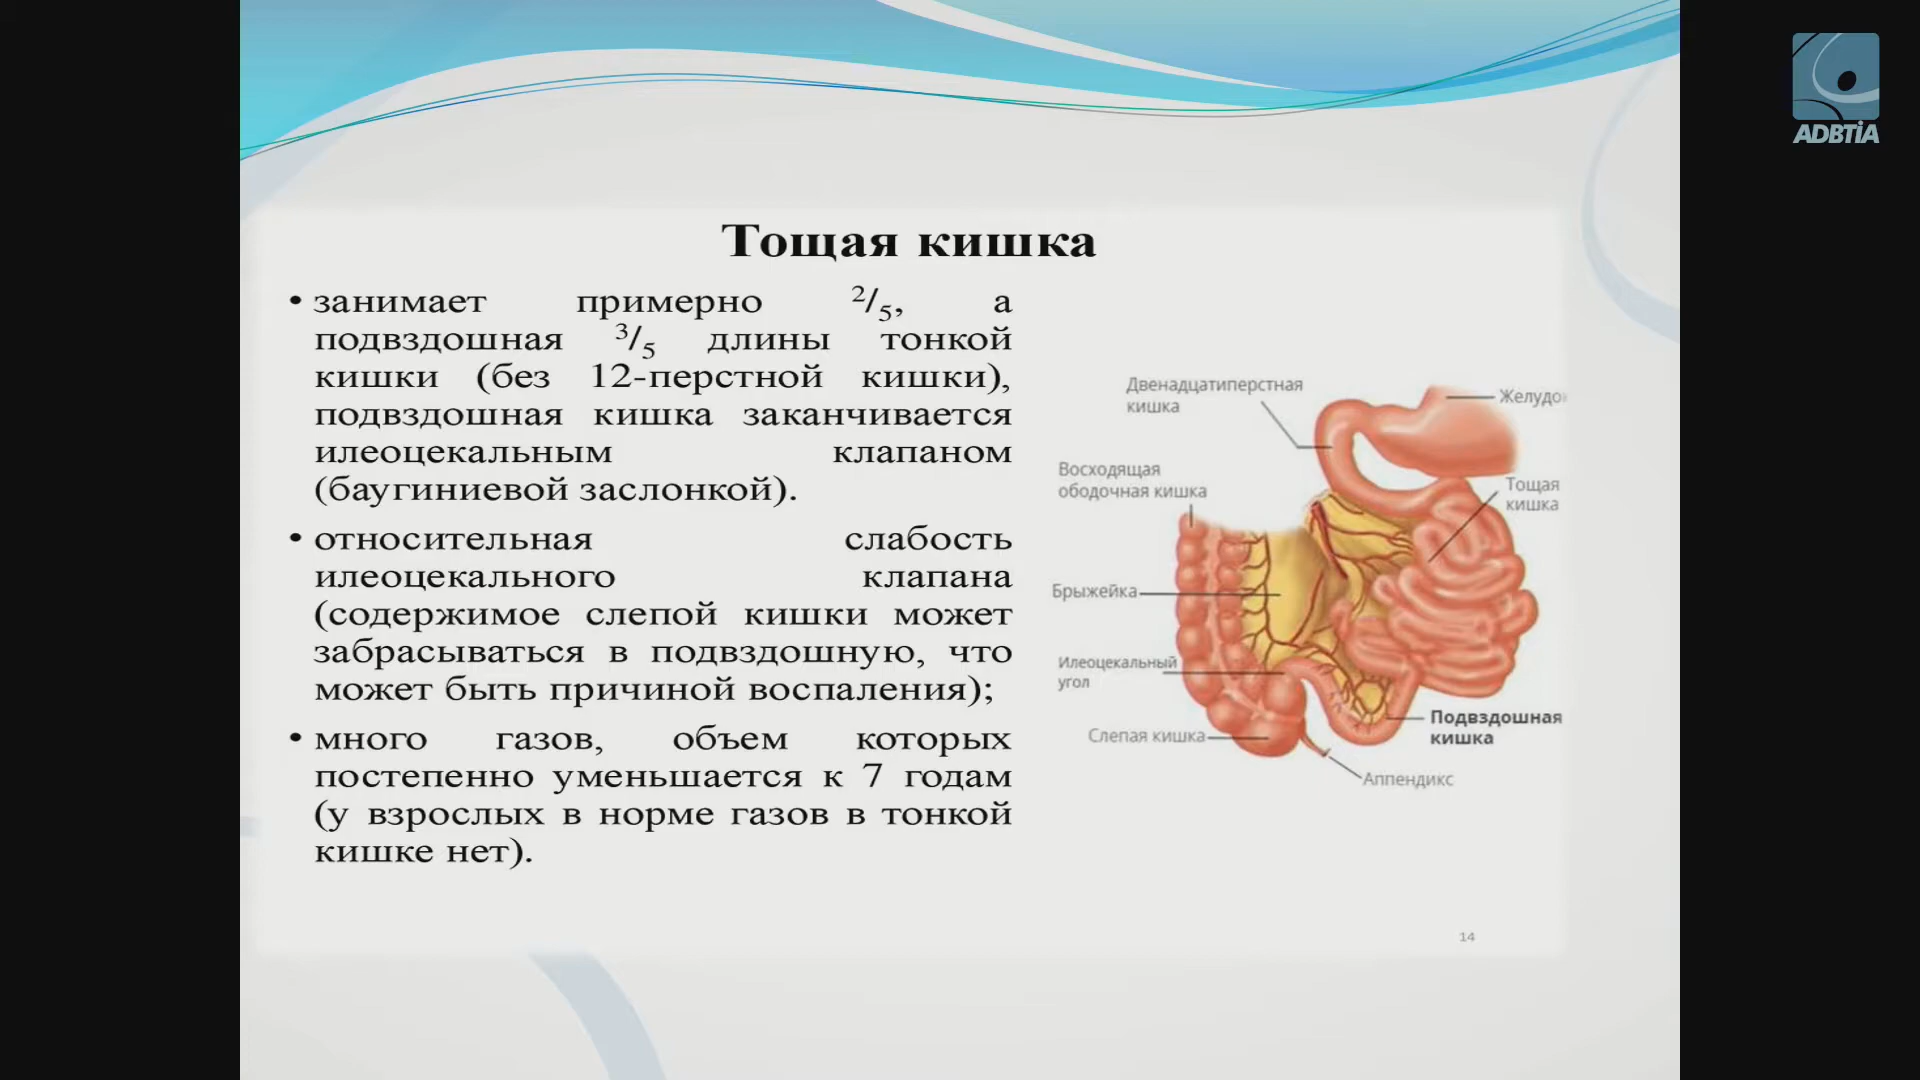 ADBTİA
Тощая кишка
• занимает примерно 2/5, а
подвздошная 3/5 длины тонкой
кишки (без 12-перстной кишки),
подвздошная кишка заканчивается
илеоцекальным клапаном
(баугиниевой заслонкой).
• относительная слабость
илеоцекального клапана
(содержимое слепой кишки может
забрасываться в подвздошную, что
может быть причиной воспаления);
• много газов, объем которых
постепенно уменьшается к 7 годам
(у взрослых в норме газов в тонкой
кишке нет).
Двенадцатиперстная
кишка
Желудо
Восходящая
ободочная кишка
Тощая
кишка
Брыжейка
Илеоцекальный
угол
Подвздошная
кишка
Слепая кишка
Аппендикс
14